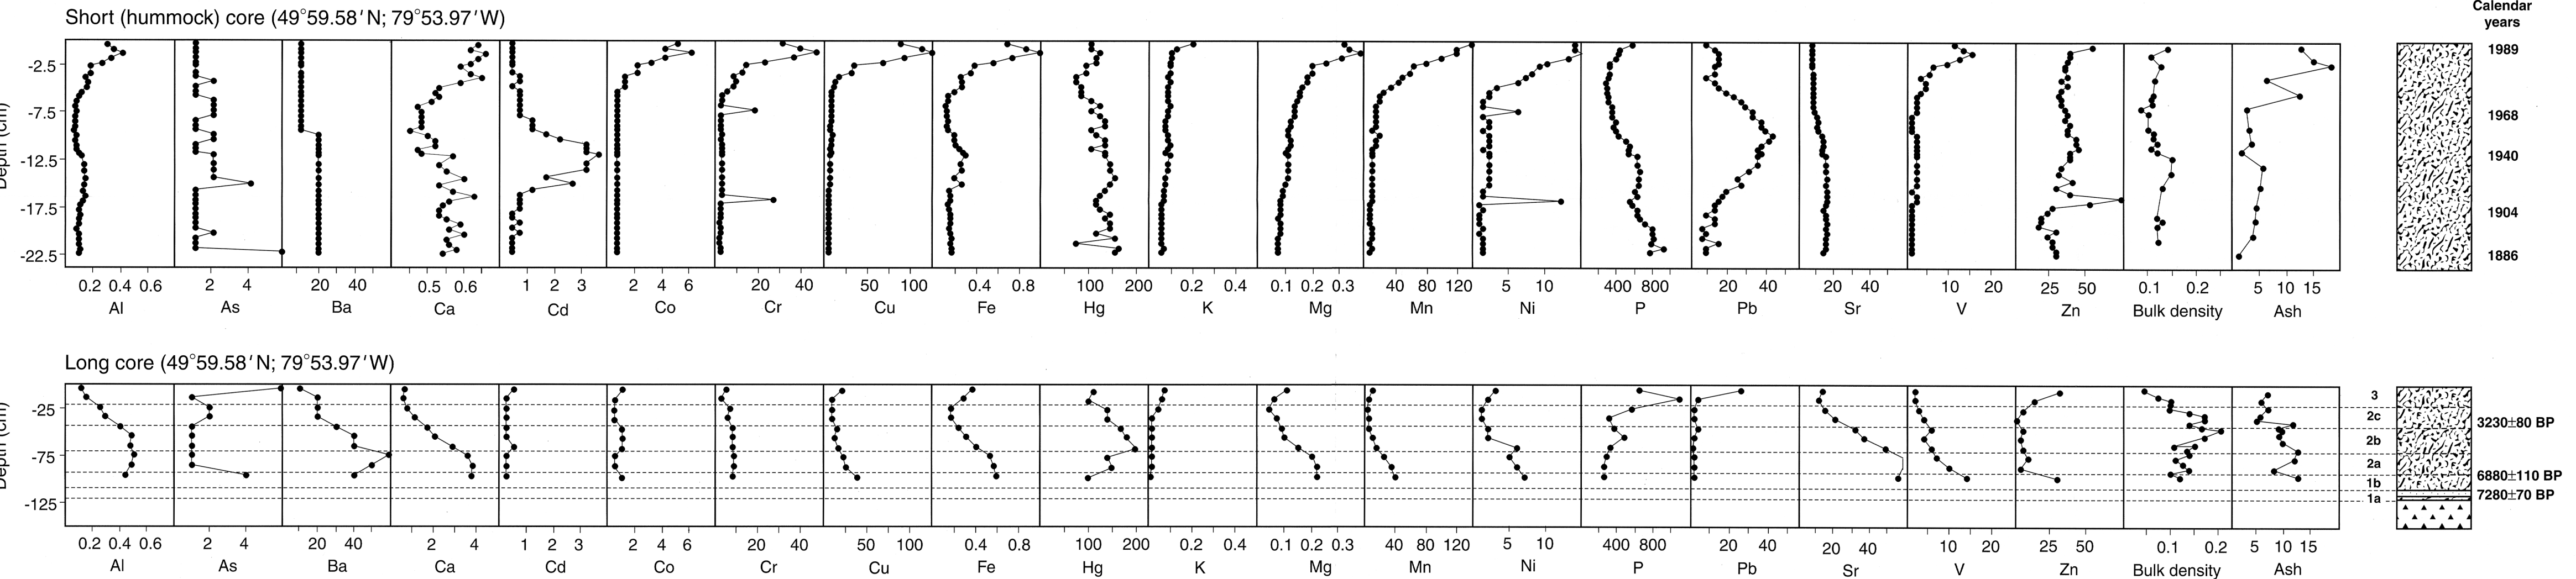 Short (hummock) core (49°59.58′N; 79°53.97′W)
Calendar
years
Depth (cm)
-2.5
-7.5
-12.5
-17.5
-22.5
1989
1968
1940
1904
1886
0.2 0.4 0.6 2 4 20 40 0.5 0.6 1 2 3 2 4 6 20 40 50 100 0.4 0.8 100 200 0.2 0.4 0.1 0.2 0.3 40 80 120 5 10 400 800 20 40 20 40 10 20 25 50 0.1 0.2 5 10 15
Al As Ba Ca Cd Co Cr Cu Fe Hg K Mg Mn Ni P Pb Sr V Zn Bulk density Ash
Long core (49°59.58′N; 79°53.97′W)
Depth (cm)
-25
-75
-125
3
2c
3230±80 BP
2b
2a
6880±110 BP
1b
7280±70 BP
1a
0.2 0.4 0.6 2 4 20 40 2 4 1 2 3 2 4 6 20 40 50 100 0.4 0.8 100 200 0.2 0.4 0.1 0.2 0.3 40 80 120 5 10 400 800 20 40 20 40 10 20 25 50 0.1 0.2 5 10 15
Al As Ba Ca Cd Co Cr Cu Fe Hg K Mg Mn Ni P Pb Sr V Zn Bulk density Ash